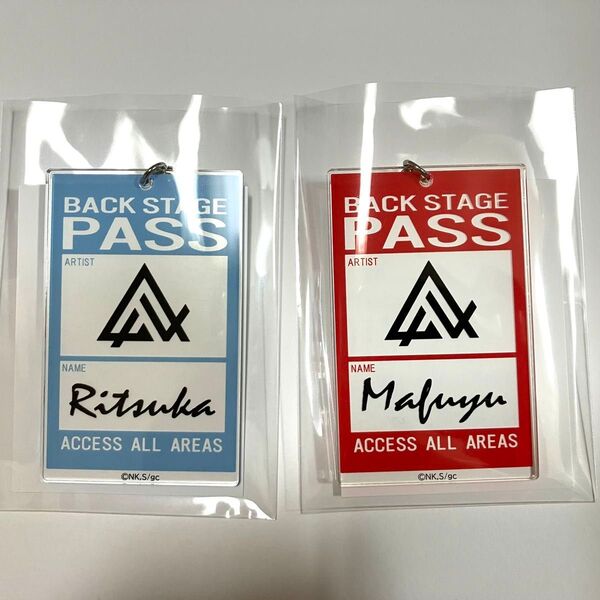 BACK STAGE
PASS
ARTIST
NAME
Ritsuka
ACCESS ALL AREAS
©NK,S/gc
BACK STAGE
PASS
ARTIST
NAME
Mafuyu
ACCESS ALL AREAS
©NK,S/gc